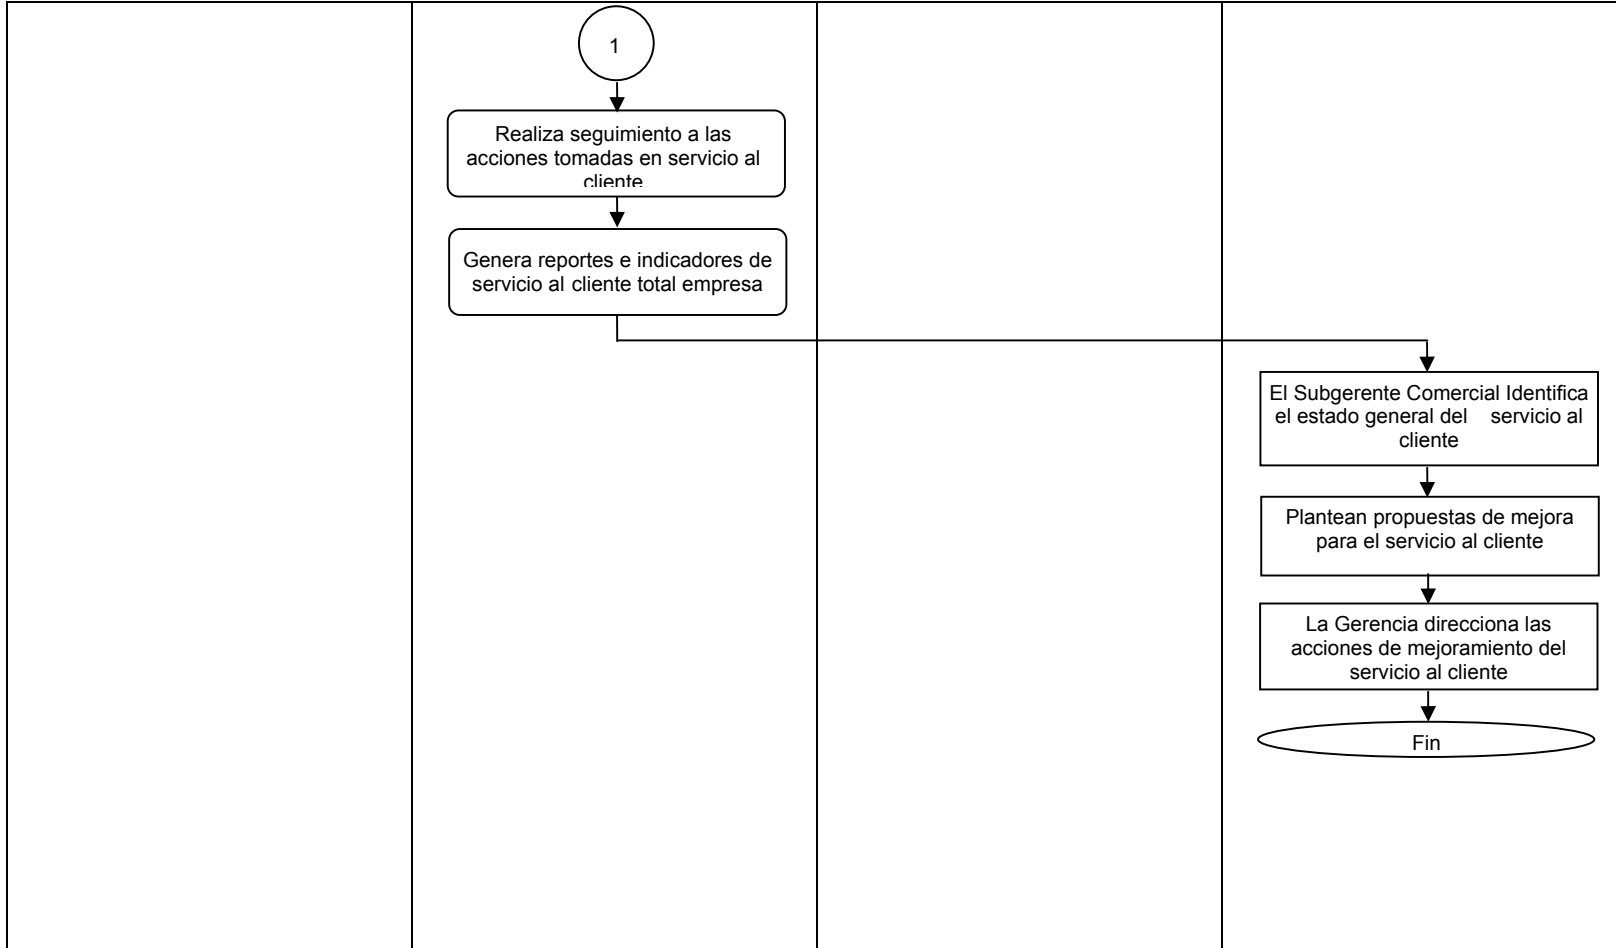 1
Realiza seguimiento a las
acciones tomadas en servicio al
cliente
Genera reportes e indicadores de
servicio al cliente total empresa
El Subgerente Comercial Identifica
el estado general del servicio al
cliente
Plantean propuestas de mejora
para el servicio al cliente
La Gerencia direcciona las
acciones de mejoramiento del
servicio al cliente
Fin